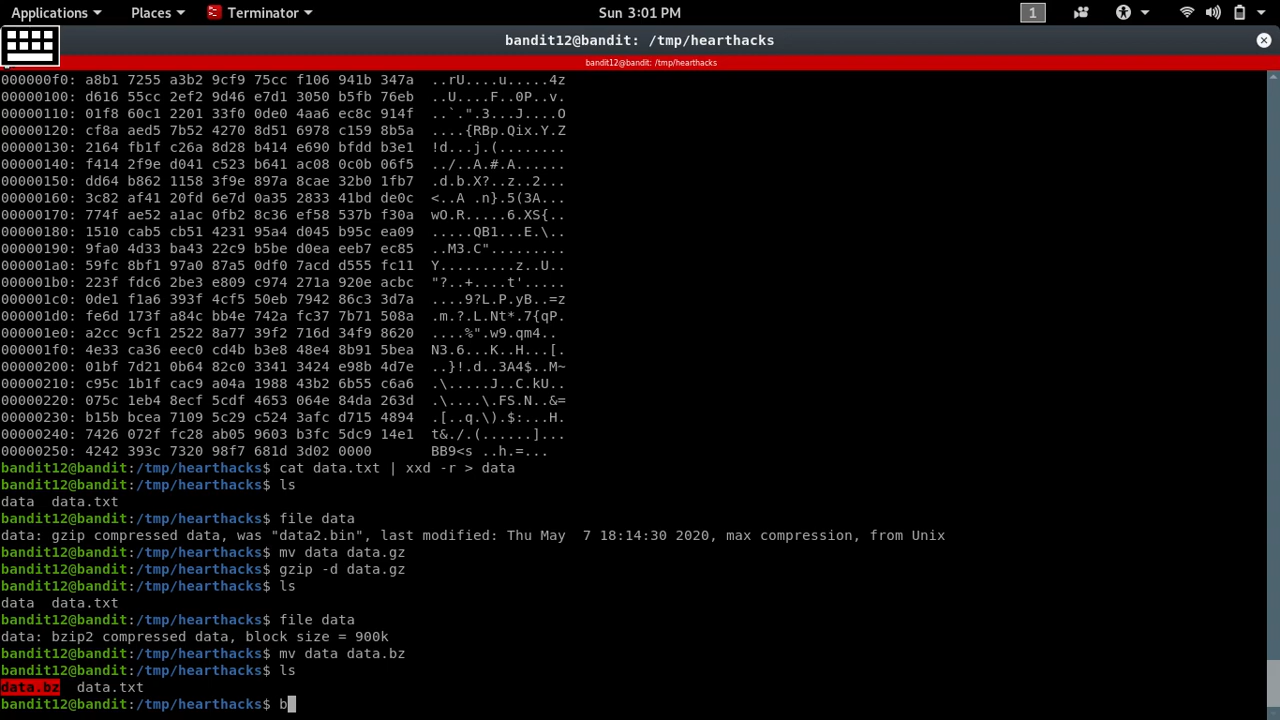 Applications Places Terminator Sun 3:01 PM 1
bandit12@bandit: /tmp/hearthacks
bandit12@bandit: /tmp/hearthacks
000000f0: a8b1 7255 a3b2 9cf9 75cc f106 941b 347a ..rU....u.....4z
00000100: d616 55cc 2ef2 9d46 e7d1 3050 b5fb 76eb ..U....F..0P..v.
00000110: 01f8 60c1 2201 33f0 0de4 4aa6 ec8c 914f ..`.".3...J....O
00000120: cf8a aed5 7b52 4270 8d51 6978 c159 8b5a ....{RBp.Qix.Y.Z
00000130: 2164 fb1f c26a 8d28 b414 e690 bfdd b3e1 !d...j.(........
00000140: f414 2f9e d041 c523 b641 ac08 0c0b 06f5 ../..A.#.A......
00000150: dd64 b862 1158 3f9e 897a 8cae 32b0 1fb7 .d.b.X?..z..2...
00000160: 3c82 af41 20fd 6e7d 0a35 2833 41bd de0c <..A .n}.5(3A...
00000170: 774f ae52 a1ac 0fb2 8c36 ef58 537b f30a wO.R.....6.XS{..
00000180: 1510 cab5 cb51 4231 95a4 d045 b95c ea09 .....QB1...E.\..
00000190: 9fa0 4d33 ba43 22c9 b5be d0ea eeb7 ec85 ..M3.C".........
000001a0: 59fc 8bf1 97a0 87a5 0df0 7acd d555 fc11 Y.........z..U..
000001b0: 223f fdc6 2be3 e809 c974 271a 920e acbc "?..+....t'.....
000001c0: 0de1 f1a6 393f 4cf5 50eb 7942 86c3 3d7a ....9?L.P.yB..=z
000001d0: fe6d 173f a84c bb4e 742a fc37 7b71 508a .m.?.L.Nt*.7{qP.
000001e0: a2cc 9cf1 2522 8a77 39f2 716d 34f9 8620 ....%".w9.qm4.. 
000001f0: 4e33 ca36 eec0 cd4b b3e8 48e4 8b91 5bea N3.6...K..H...[.
00000200: 01bf 7d21 0b64 82c0 3341 3424 e98b 4d7e ..}!.d..3A4$..M~
00000210: c95c 1b1f cac9 a04a 1988 43b2 6b55 c6a6 .\.....J..C.kU..
00000220: 075c 1eb4 8ecf 5cdf 4653 064e 84da 263d .\....\.FS.N..&=
00000230: b15b bcea 7109 5c29 c524 3afc d715 4894 .[..q.\).$:...H.
00000240: 7426 072f fc28 ab05 9603 b3fc 5dc9 14e1 t&./.(......]...
00000250: 4242 393c 7320 98f7 681d 3d02 0000 BB9<s ..h.=...
bandit12@bandit:/tmp/hearthacks$ cat data.txt | xxd -r > data
bandit12@bandit:/tmp/hearthacks$ ls
data data.txt
bandit12@bandit:/tmp/hearthacks$ file data
data: gzip compressed data, was "data2.bin", last modified: Thu May  7 18:14:30 2020, max compression, from Unix
bandit12@bandit:/tmp/hearthacks$ mv data data.gz
bandit12@bandit:/tmp/hearthacks$ gzip -d data.gz
bandit12@bandit:/tmp/hearthacks$ ls
data data.txt
bandit12@bandit:/tmp/hearthacks$ file data
data: bzip2 compressed data, block size = 900k
bandit12@bandit:/tmp/hearthacks$ mv data data.bz
bandit12@bandit:/tmp/hearthacks$ ls
data.bz data.txt
bandit12@bandit:/tmp/hearthacks$ b